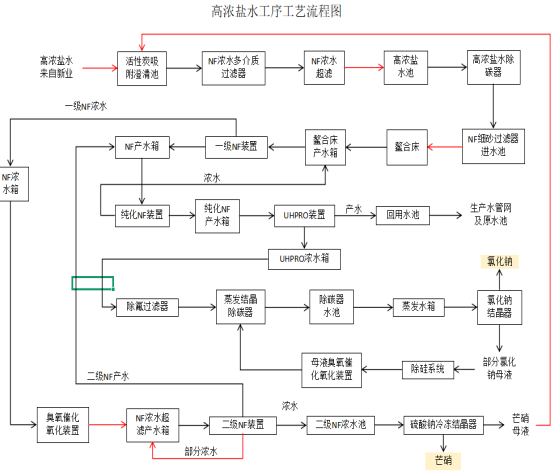 高浓盐水工序工艺流程图
高浓盐水
来自新业
活性炭吸
附澄清池
NF浓水多介质
过滤器
NF浓水
超滤
高浓盐
水池
高浓盐水除
碳器
一级NF浓水
NF浓
水箱
NF产水箱
一级NF装置
螯合床
产水箱
螯合床
NF细砂过滤器
进水池
浓水
纯化NF装置
纯化NF
产水箱
UHPRO装置
产水
回用水池
生产水管网
及原水池
UHPRO浓水箱
氯化钠
除氟过滤器
蒸发结晶
除碳器
除碳器
水池
蒸发水箱
氯化钠
结晶器
母液臭氧催
化氧化装置
除硅系统
部分氯化
钠母液
二级NF产水
臭氧催化
氧化装置
NF浓水超
滤产水箱
二级NF装置
浓水
二级NF浓水池
硫酸钠冷冻结晶器
芒硝
母液
部分浓水
芒硝